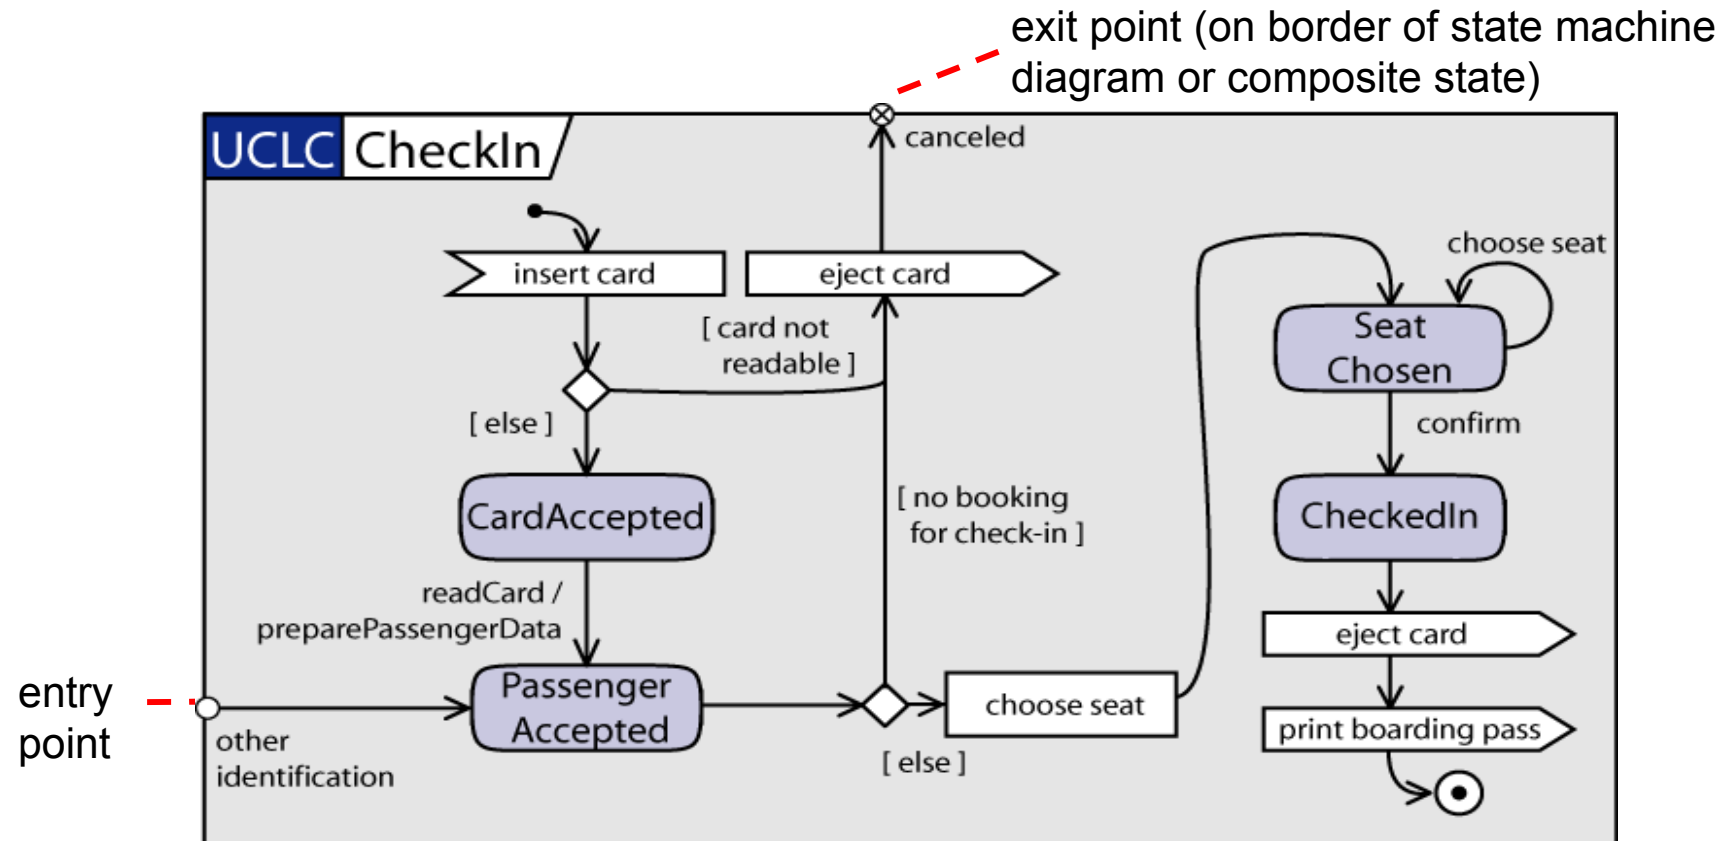 exit point (on border of state machine
diagram or composite state)
UCLC CheckIn
canceled
insert card
eject card
choose seat
[ card not
readable ]
Seat
Chosen
[ else ]
confirm
CardAccepted
[ no booking
for check-in ]
CheckedIn
readCard /
preparePassengerData
eject card
entry
point
Passenger
Accepted
choose seat
print boarding pass
other
identification
[ else ]